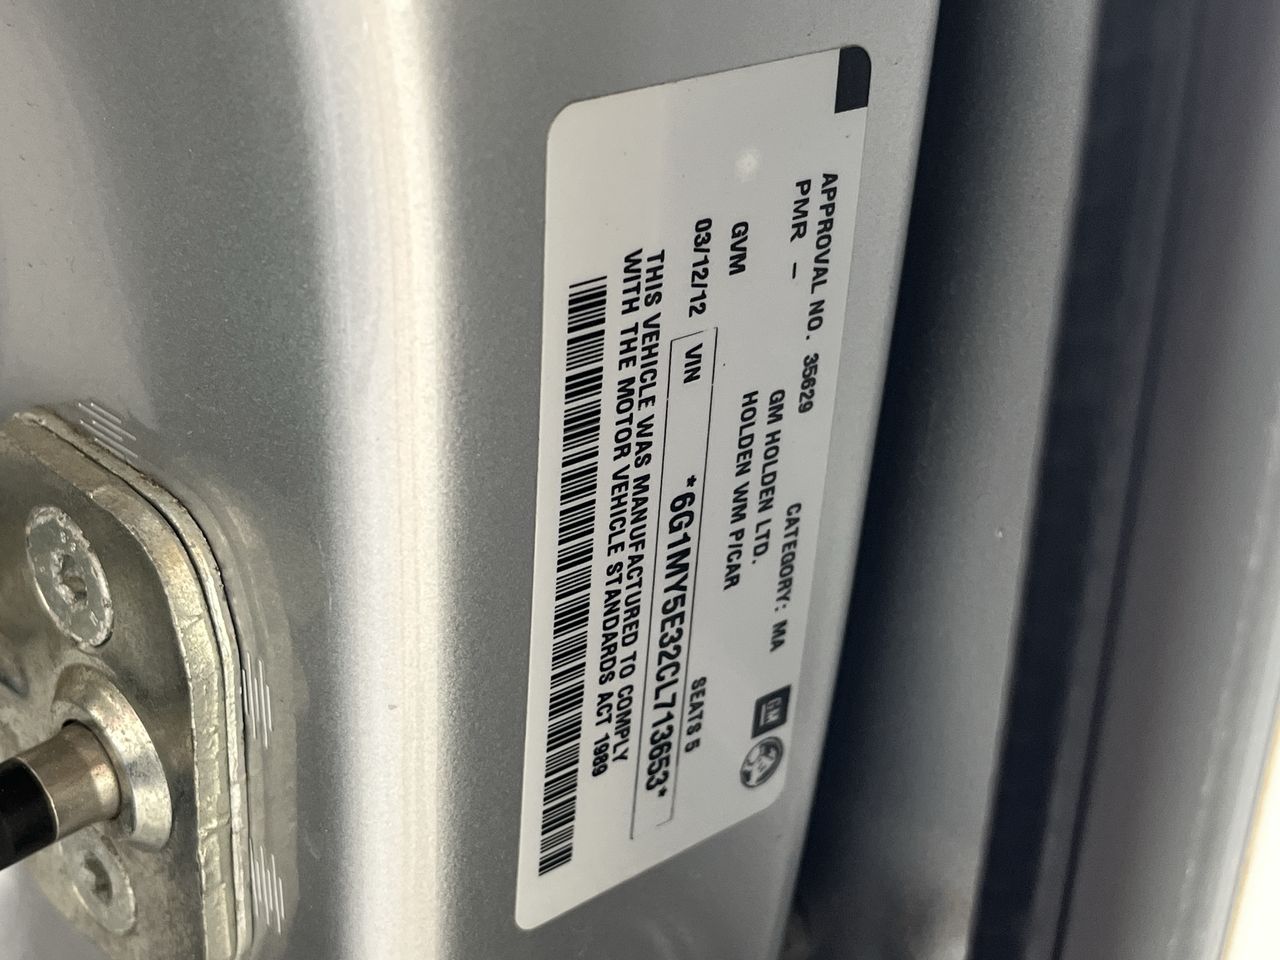 APPROVAL NO. 35629 CATEGORY: MA
PMR –
GM HOLDEN LTD.
GVM HOLDEN WM P/CAR
GM
03/12/12 SEATS 5
VIN *6G1MY5E32CL713653*
THIS VEHICLE WAS MANUFACTURED TO COMPLY
WITH THE MOTOR VEHICLE STANDARDS ACT 1989